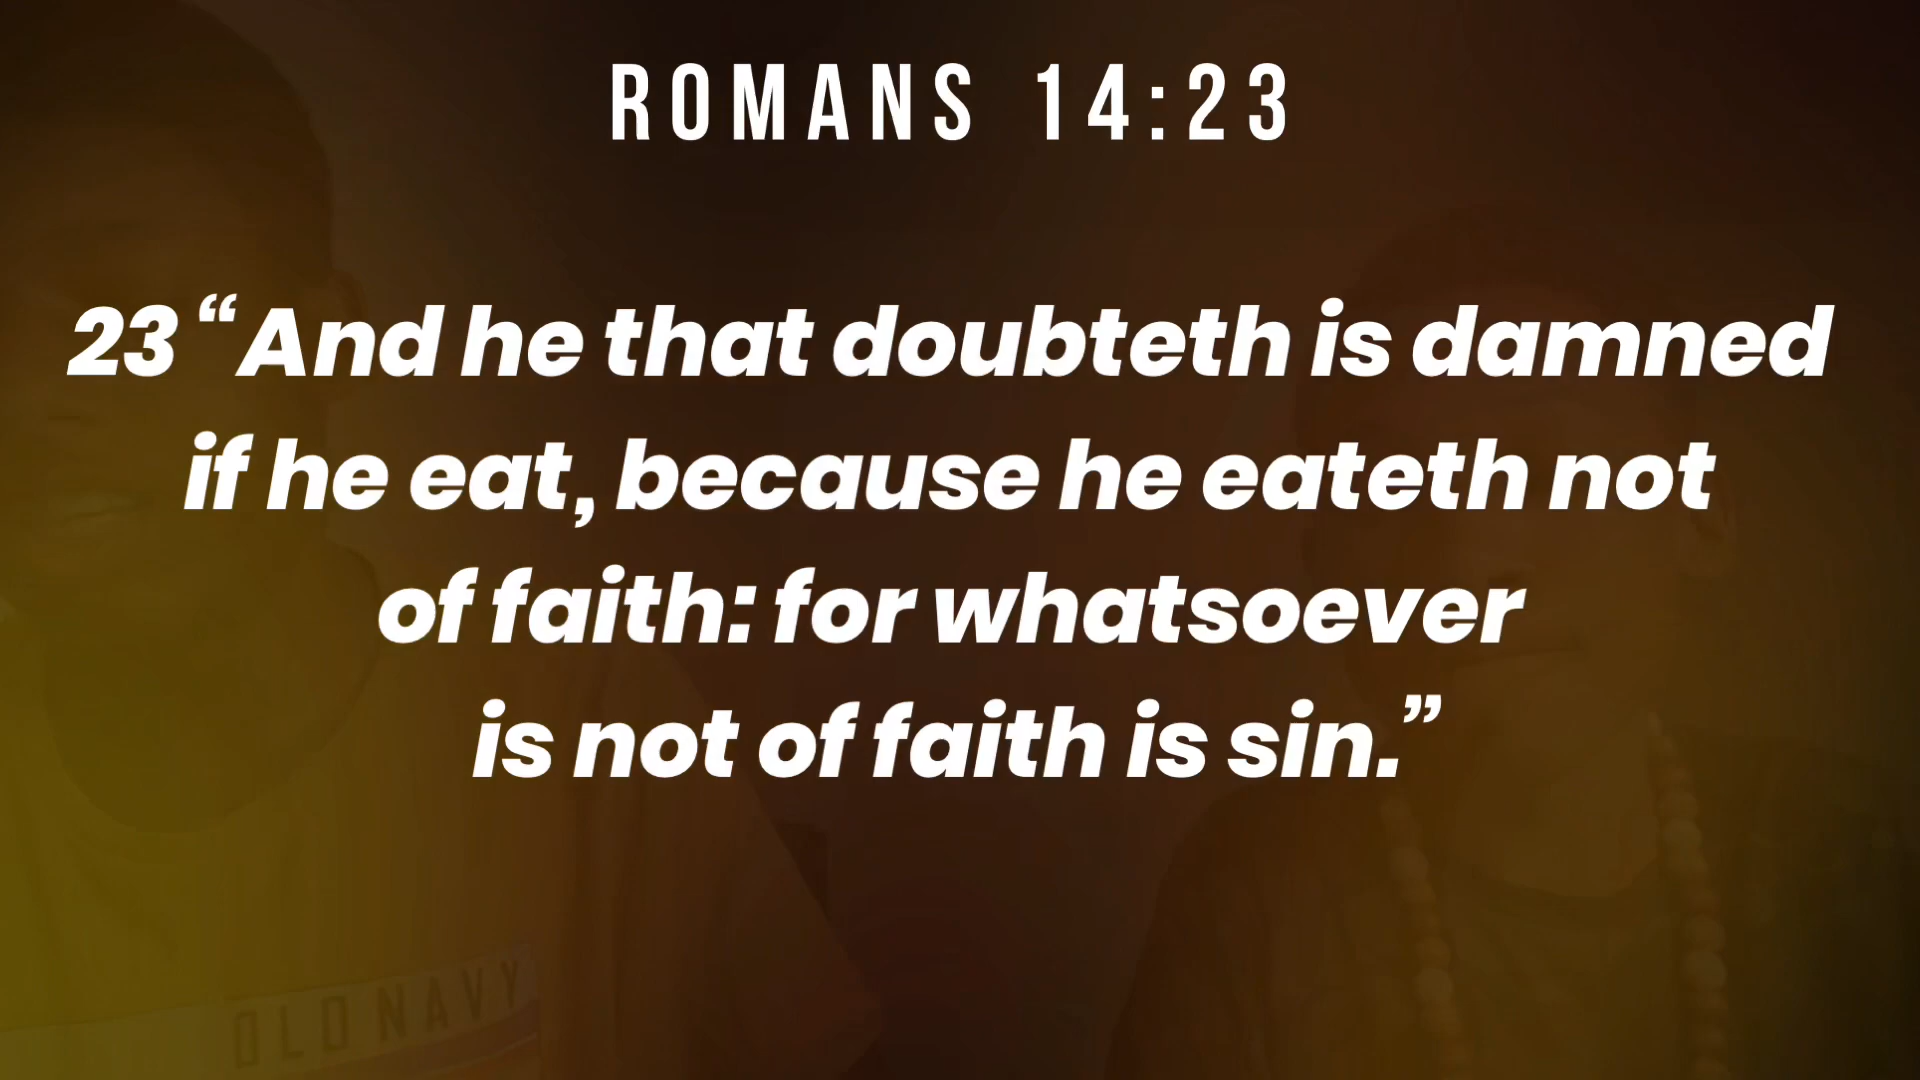 ROMANS 14:23
23 “And he that doubteth is damned
if he eat, because he eateth not
of faith: for whatsoever
is not of faith is sin.”
OLD NAVY